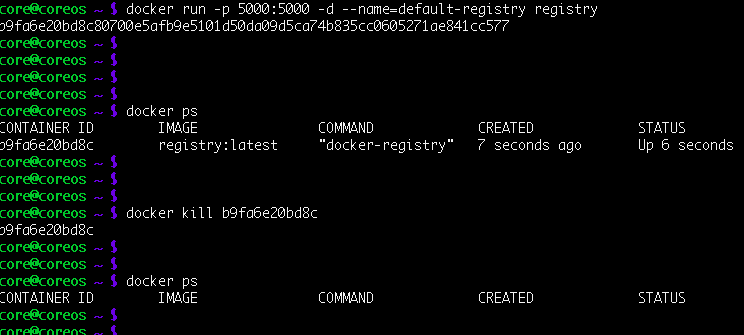 core@coreos ~ $ docker run -p 5000:5000 -d --name=default-registry registry
b9fa6e20bd8c80700e5afb9e5101d50da09d5ca74b835cc0605271ae841cc577
core@coreos ~ $
core@coreos ~ $
core@coreos ~ $
core@coreos ~ $
core@coreos ~ $ docker ps
CONTAINER ID IMAGE COMMAND CREATED STATUS
b9fa6e20bd8c registry:latest "docker-registry" 7 seconds ago Up 6 seconds
core@coreos ~ $
core@coreos ~ $
core@coreos ~ $
core@coreos ~ $ docker kill b9fa6e20bd8c
b9fa6e20bd8c
core@coreos ~ $
core@coreos ~ $
core@coreos ~ $ docker ps
CONTAINER ID IMAGE COMMAND CREATED STATUS
core@coreos ~ $
core@coreos ~ $